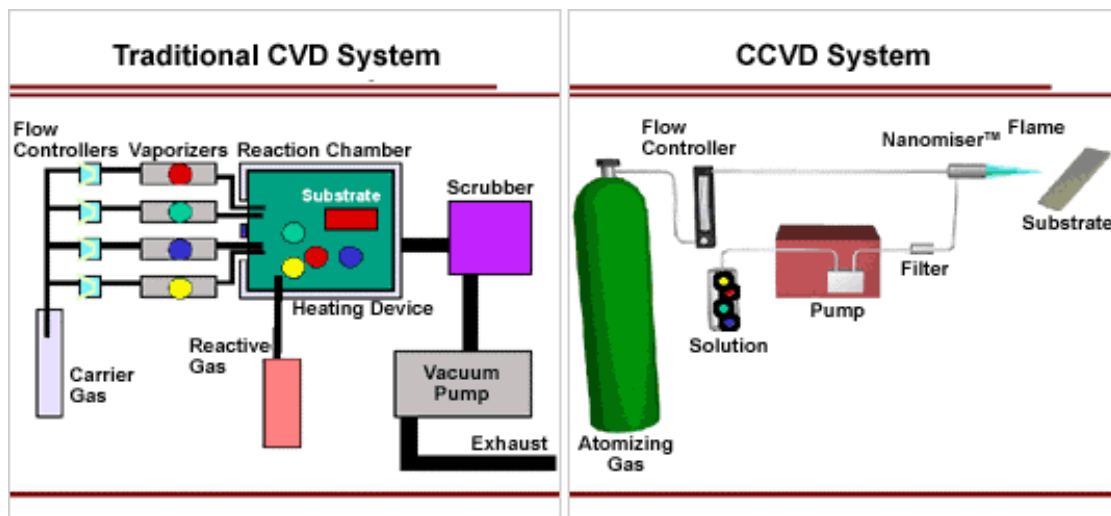 Traditional CVD System
Flow
Controllers
Vaporizers
Reaction Chamber
Substrate
Scrubber
Heating Device
Reactive
Gas
Carrier
Gas
Vacuum
Pump
Exhaust
CCVD System
Flow
Controller
Nanomiser™
Flame
Substrate
Filter
Pump
Solution
Atomizing
Gas